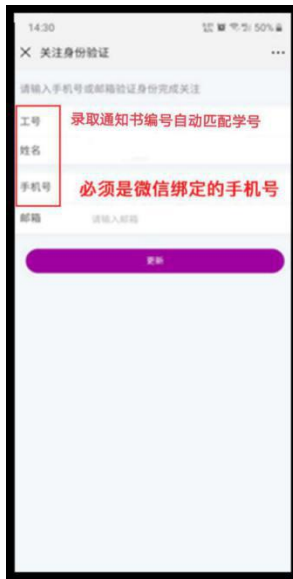 14:30
50%
× 关注身份验证 ···
请输入手机号或邮箱验证身份完成关注
工号 录取通知书编号自动匹配学号
姓名
手机号 必须是微信绑定的手机号
邮箱 请输入邮箱
更新